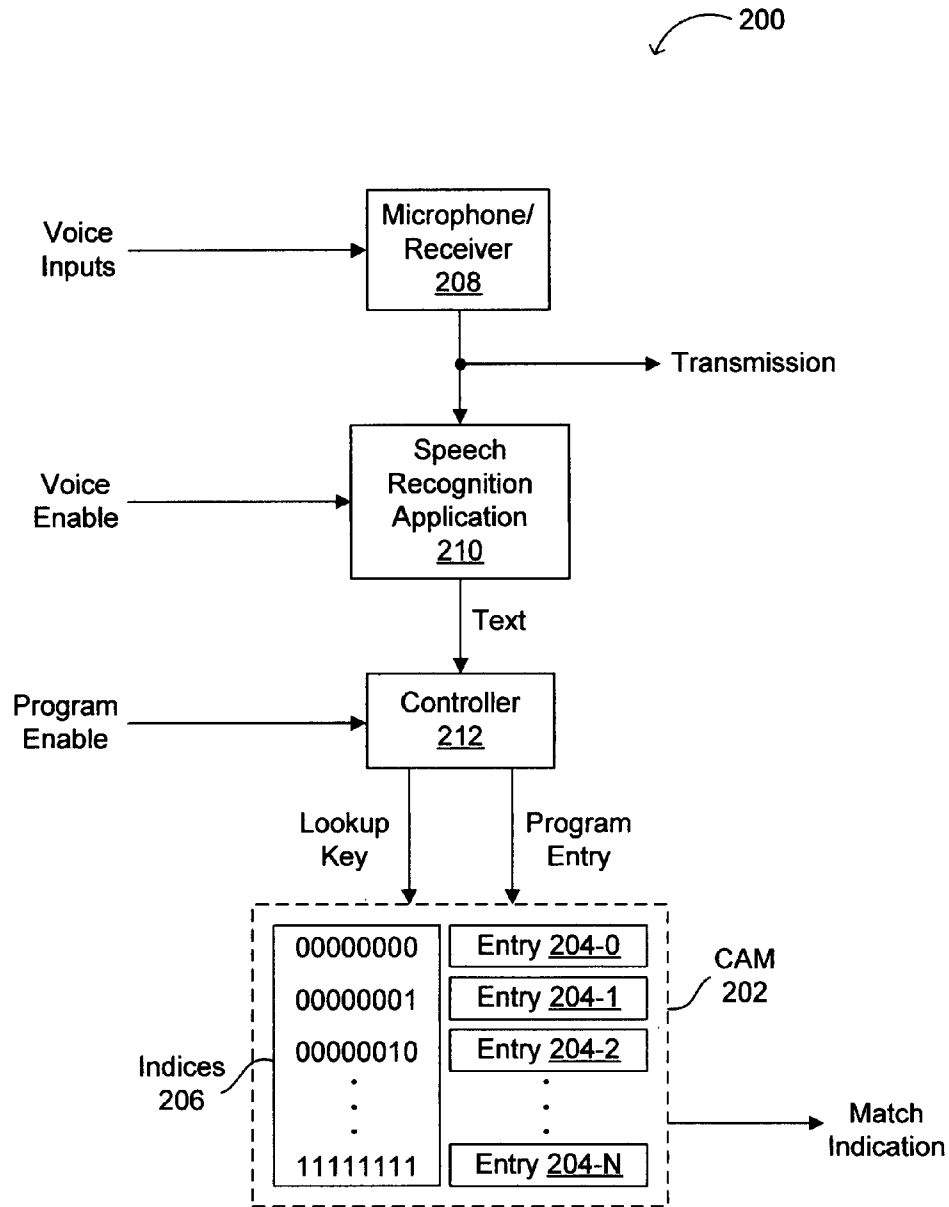 200
Microphone/
Receiver
208
Voice
Inputs
Transmission
Speech
Recognition
Application
210
Voice
Enable
Text
Controller
212
Program
Enable
Lookup
Key
Program
Entry
00000000
Entry 204-0
00000001
Entry 204-1
00000010
Entry 204-2
11111111
Entry 204-N
CAM
202
Indices
206
Match
Indication